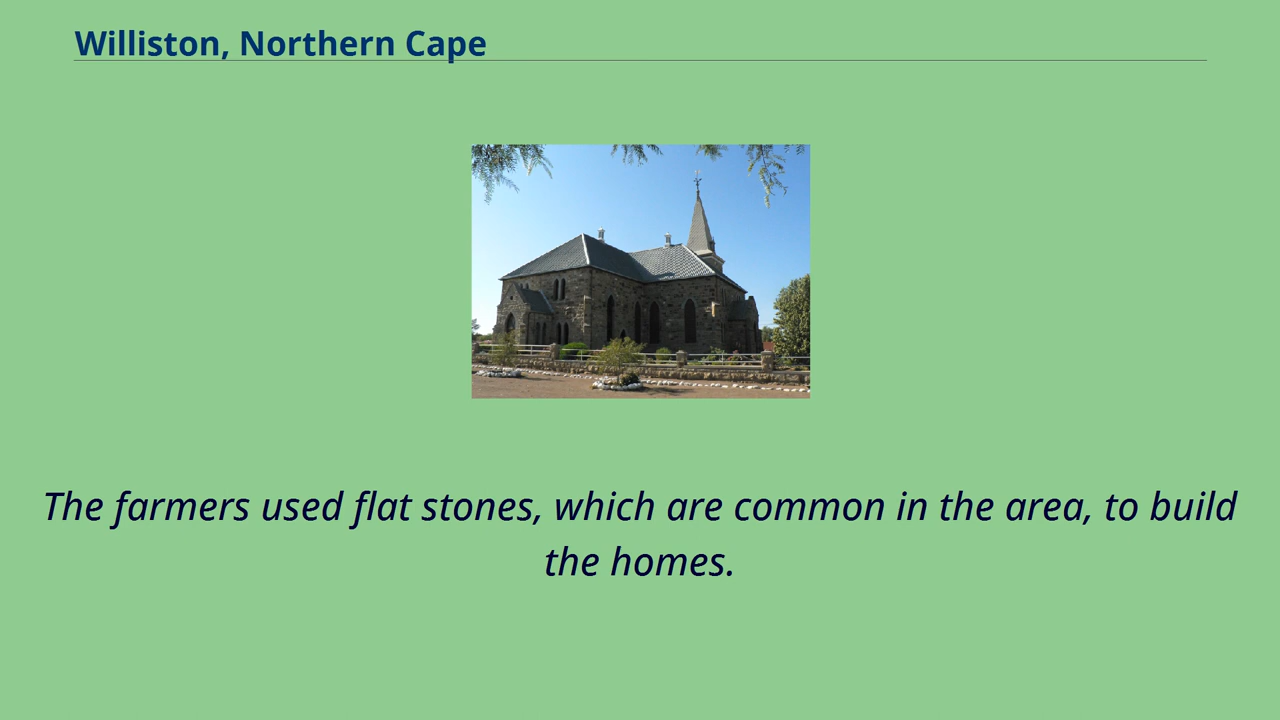 Williston, Northern Cape
The farmers used flat stones, which are common in the area, to build
the homes.